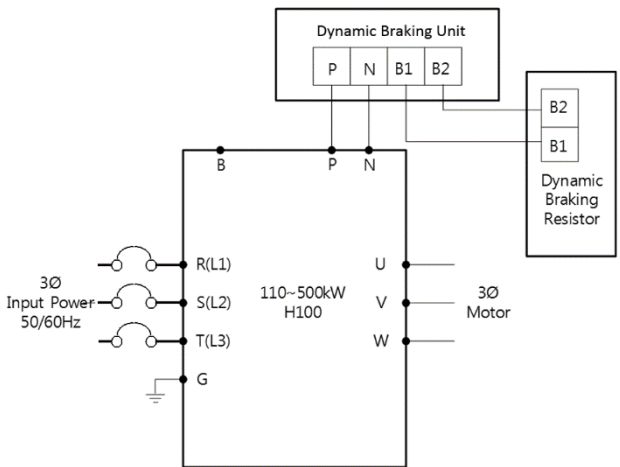 Dynamic Braking Unit
P N B1 B2
B2
B1
Dynamic
Braking
Resistor
B P N
R(L1)
S(L2)
T(L3)
G
3Ø
Input Power
50/60Hz
110~500kW
H100
U
V
W
3Ø
Motor